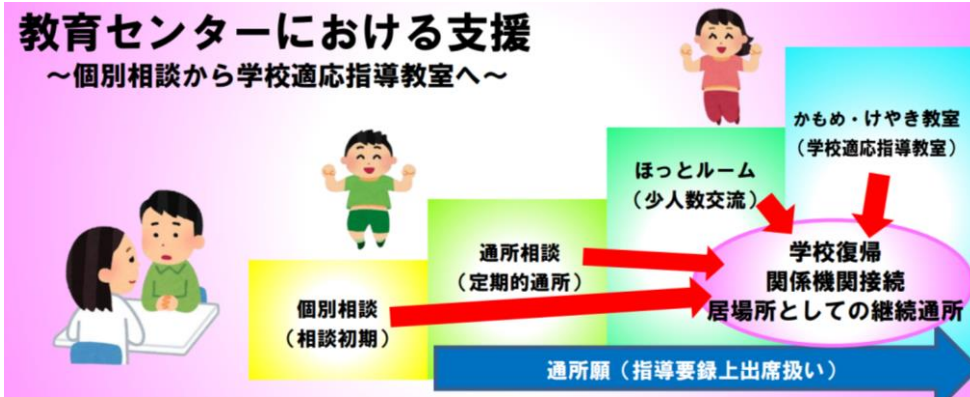 教育センターにおける支援
～個別相談から学校適応指導教室へ～
かもめ・けやき教室
（学校適応指導教室）
ほっとルーム
（少人数交流）
通所相談
（定期的通所）
個別相談
（相談初期）
学校復帰
関係機関接続
居場所としての継続通所
通所願（指導要録上出席扱い）